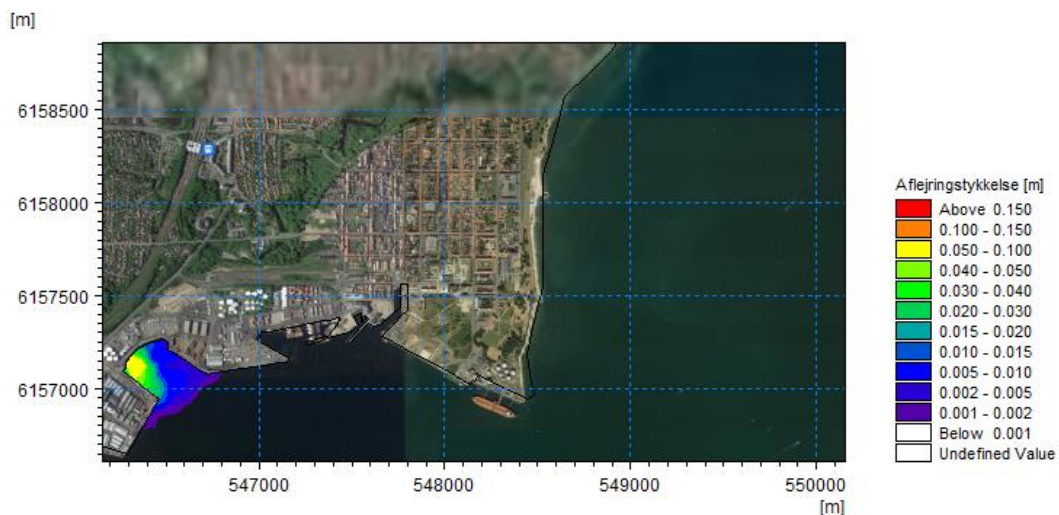 [m]
6158500
6158000
6157500
6157000
547000 548000 549000 550000
[m]
Aflejringstykkelse [m]
Above 0.150
0.100 - 0.150
0.050 - 0.100
0.040 - 0.050
0.030 - 0.040
0.020 - 0.030
0.015 - 0.020
0.010 - 0.015
0.005 - 0.010
0.002 - 0.005
0.001 - 0.002
Below 0.001
Undefined Value